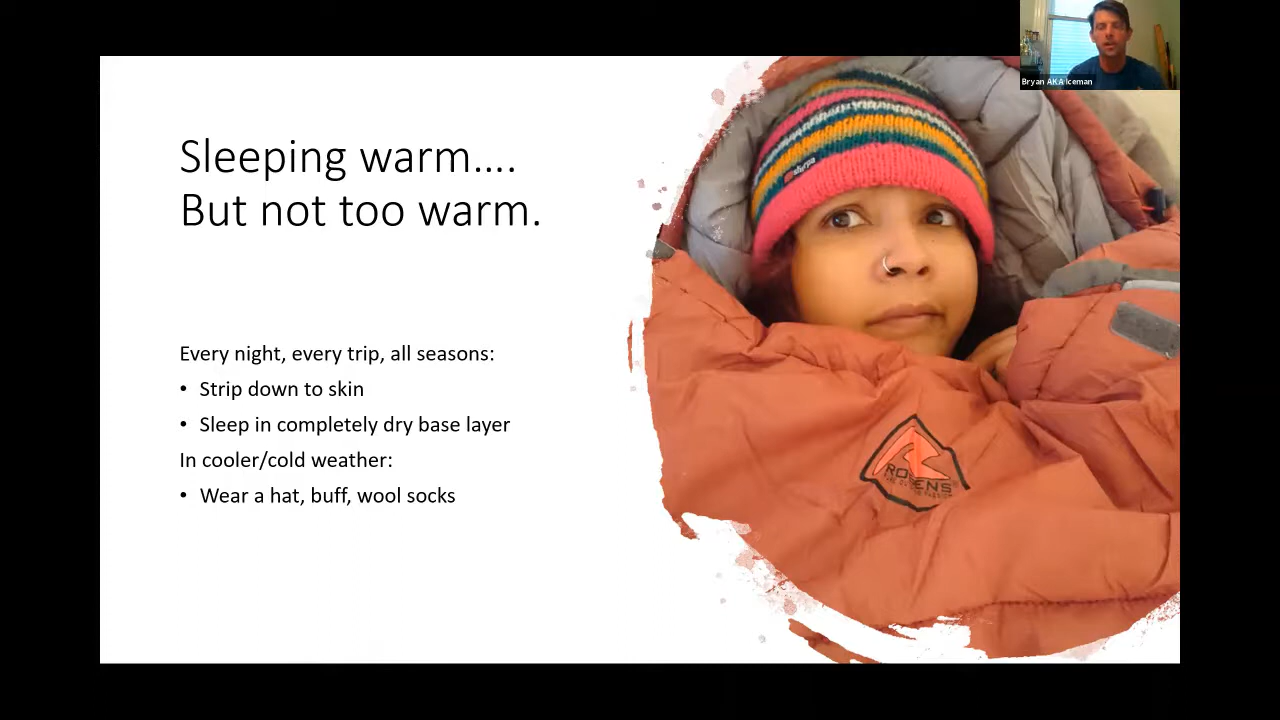 Bryan AKA Iceman
Sleeping warm....
But not too warm.
sherpa
Every night, every trip, all seasons:
• Strip down to skin
• Sleep in completely dry base layer
In cooler/cold weather:
• Wear a hat, buff, wool socks